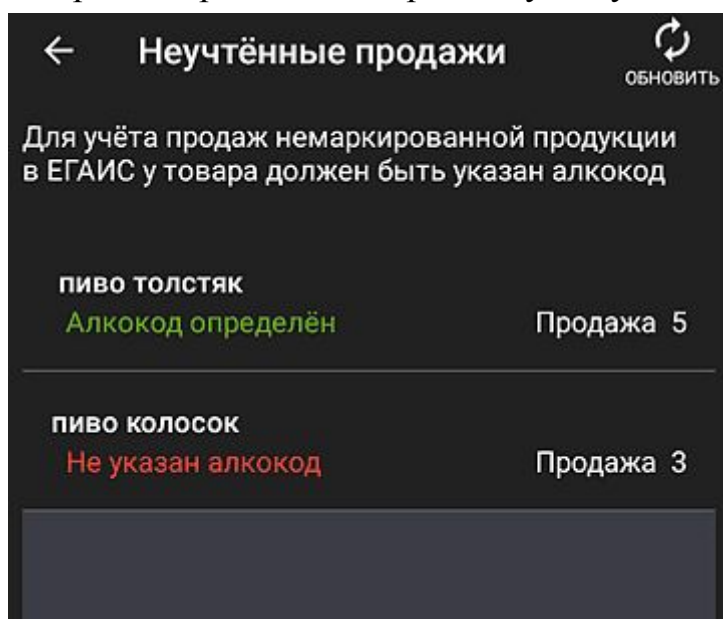 Неучтённые продажи
ОБНОВИТЬ
Для учёта продаж немаркированной продукции
в ЕГАИС у товара должен быть указан алкокод
пиво толстяк
Алкокод определён Продажа 5
пиво колосок
Не указан алкокод Продажа 3